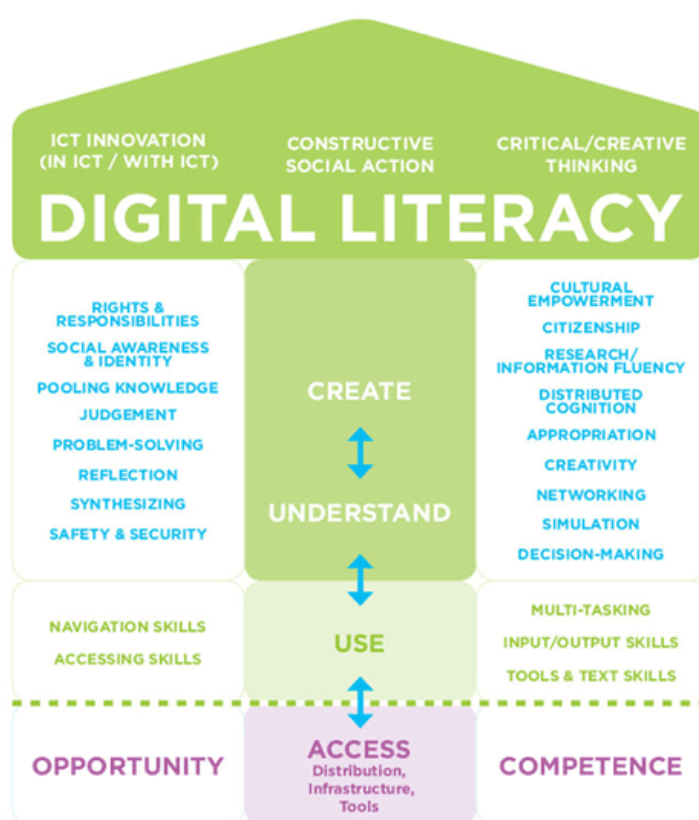 ICT INNOVATION
(IN ICT / WITH ICT)
CONSTRUCTIVE
SOCIAL ACTION
CRITICAL/CREATIVE
THINKING
DIGITAL LITERACY
RIGHTS &
RESPONSIBILITIES
SOCIAL AWARENESS
& IDENTITY
POOLING KNOWLEDGE
JUDGEMENT
PROBLEM-SOLVING
REFLECTION
SYNTHESIZING
SAFETY & SECURITY
CREATE
UNDERSTAND
CULTURAL
EMPOWERMENT
CITIZENSHIP
RESEARCH/
INFORMATION FLUENCY
DISTRIBUTED
COGNITION
APPROPRIATION
CREATIVITY
NETWORKING
SIMULATION
DECISION-MAKING
NAVIGATION SKILLS
ACCESSING SKILLS
USE
MULTI-TASKING
INPUT/OUTPUT SKILLS
TOOLS & TEXT SKILLS
OPPORTUNITY
ACCESS
Distribution,
Infrastructure,
Tools
COMPETENCE